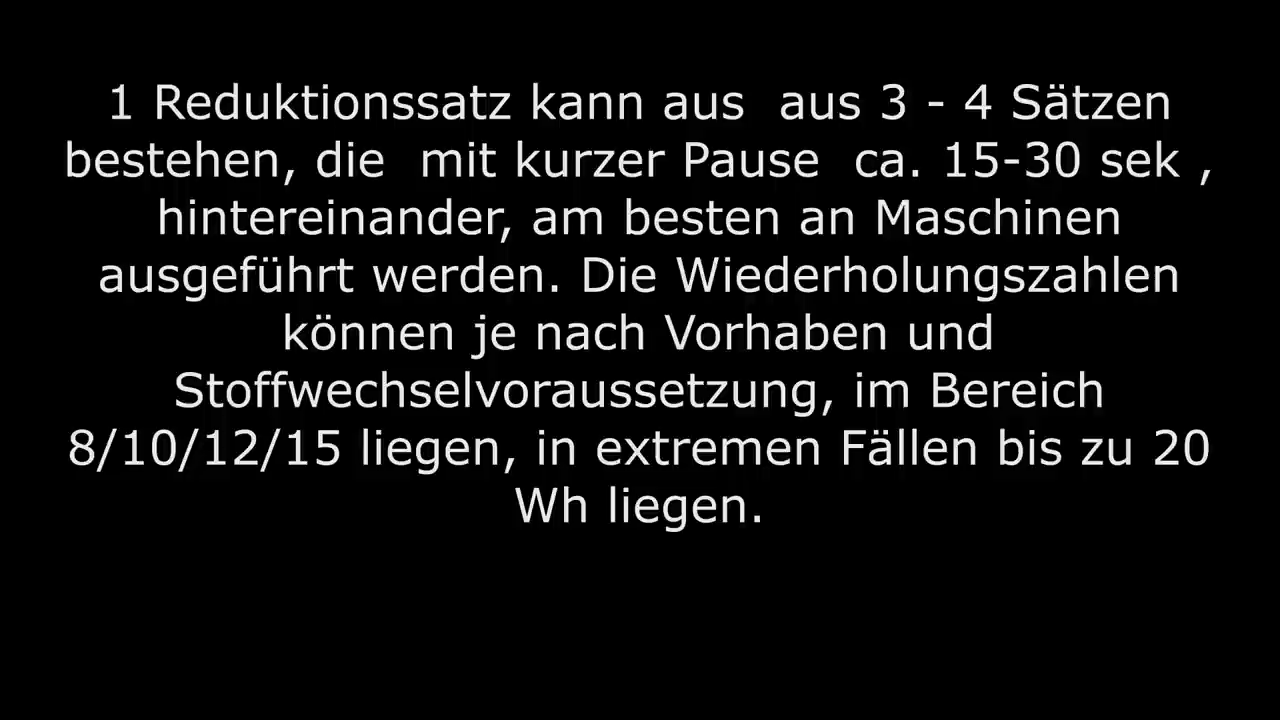 1 Reduktionssatz kann aus  aus 3 - 4 Sätzen
bestehen, die  mit kurzer Pause  ca. 15-30 sek ,
hintereinander, am besten an Maschinen
ausgeführt werden. Die Wiederholungszahlen
können je nach Vorhaben und
Stoffwechselvoraussetzung, im Bereich
8/10/12/15 liegen, in extremen Fällen bis zu 20
Wh liegen.